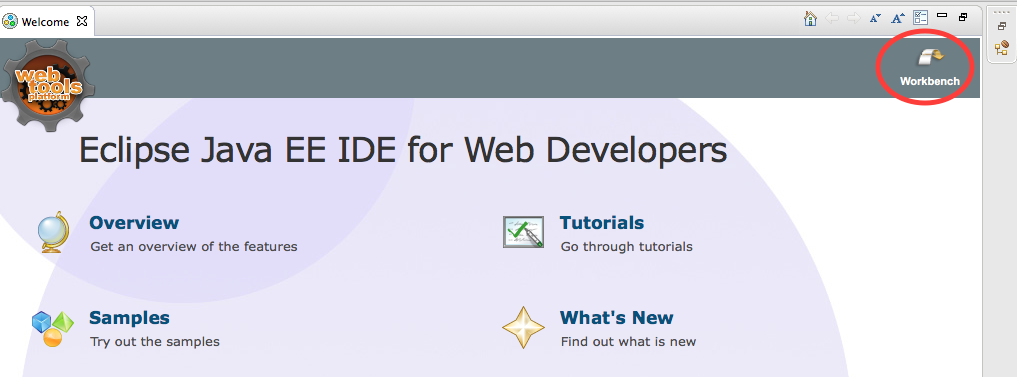 Welcome
web
tools
platform
Workbench
Eclipse Java EE IDE for Web Developers
Overview
Get an overview of the features
Tutorials
Go through tutorials
Samples
Try out the samples
What's New
Find out what is new